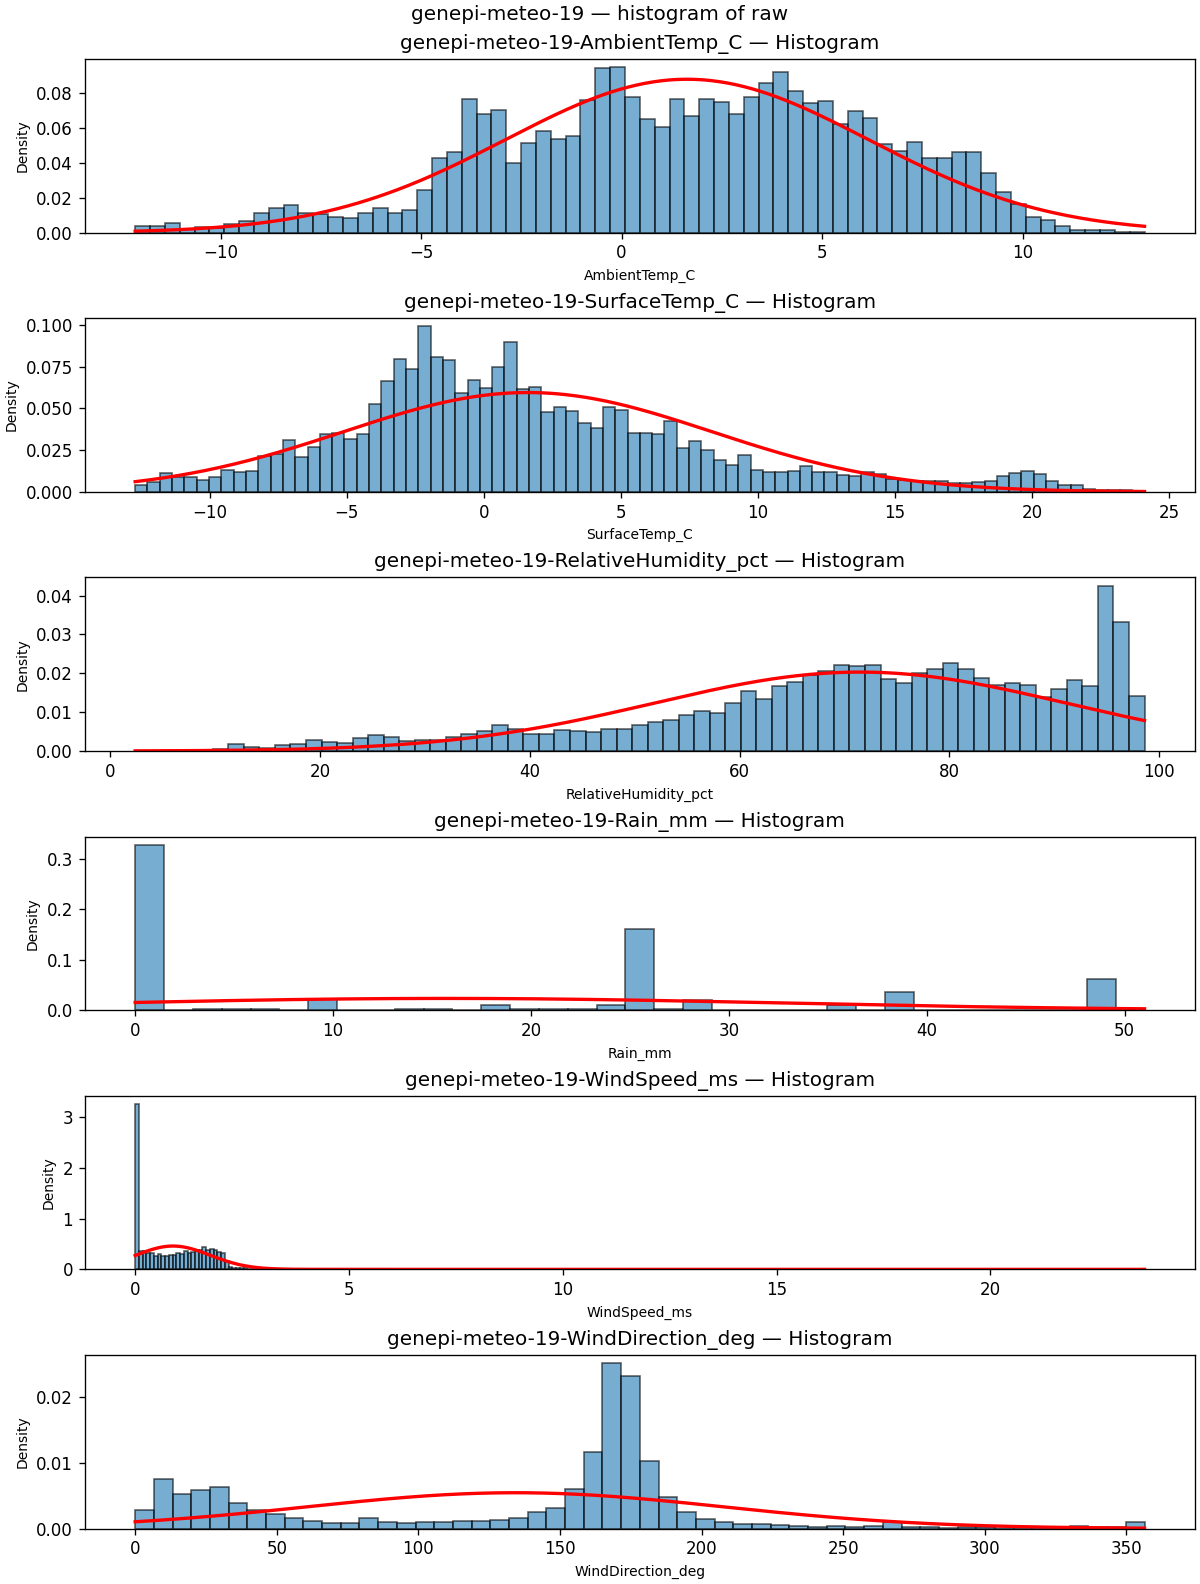 genepi-meteo-19 — histogram of raw
genepi-meteo-19-AmbientTemp_C — Histogram
Density
0.08
0.06
0.04
0.02
0.00
−10 −5 0 5 10
AmbientTemp_C
genepi-meteo-19-SurfaceTemp_C — Histogram
Density
0.100
0.075
0.050
0.025
0.000
−10 −5 0 5 10 15 20 25
SurfaceTemp_C
genepi-meteo-19-RelativeHumidity_pct — Histogram
Density
0.04
0.03
0.02
0.01
0.00
0 20 40 60 80 100
RelativeHumidity_pct
genepi-meteo-19-Rain_mm — Histogram
Density
0.3
0.2
0.1
0.0
0 10 20 30 40 50
Rain_mm
genepi-meteo-19-WindSpeed_ms — Histogram
Density
3
2
1
0
0 5 10 15 20
WindSpeed_ms
genepi-meteo-19-WindDirection_deg — Histogram
Density
0.02
0.01
0.00
0 50 100 150 200 250 300 350
WindDirection_deg